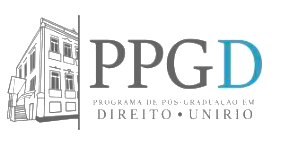 PPGD
PROGRAMA DE PÓS-GRADUAÇÃO EM
DIREITO • UNIRIO